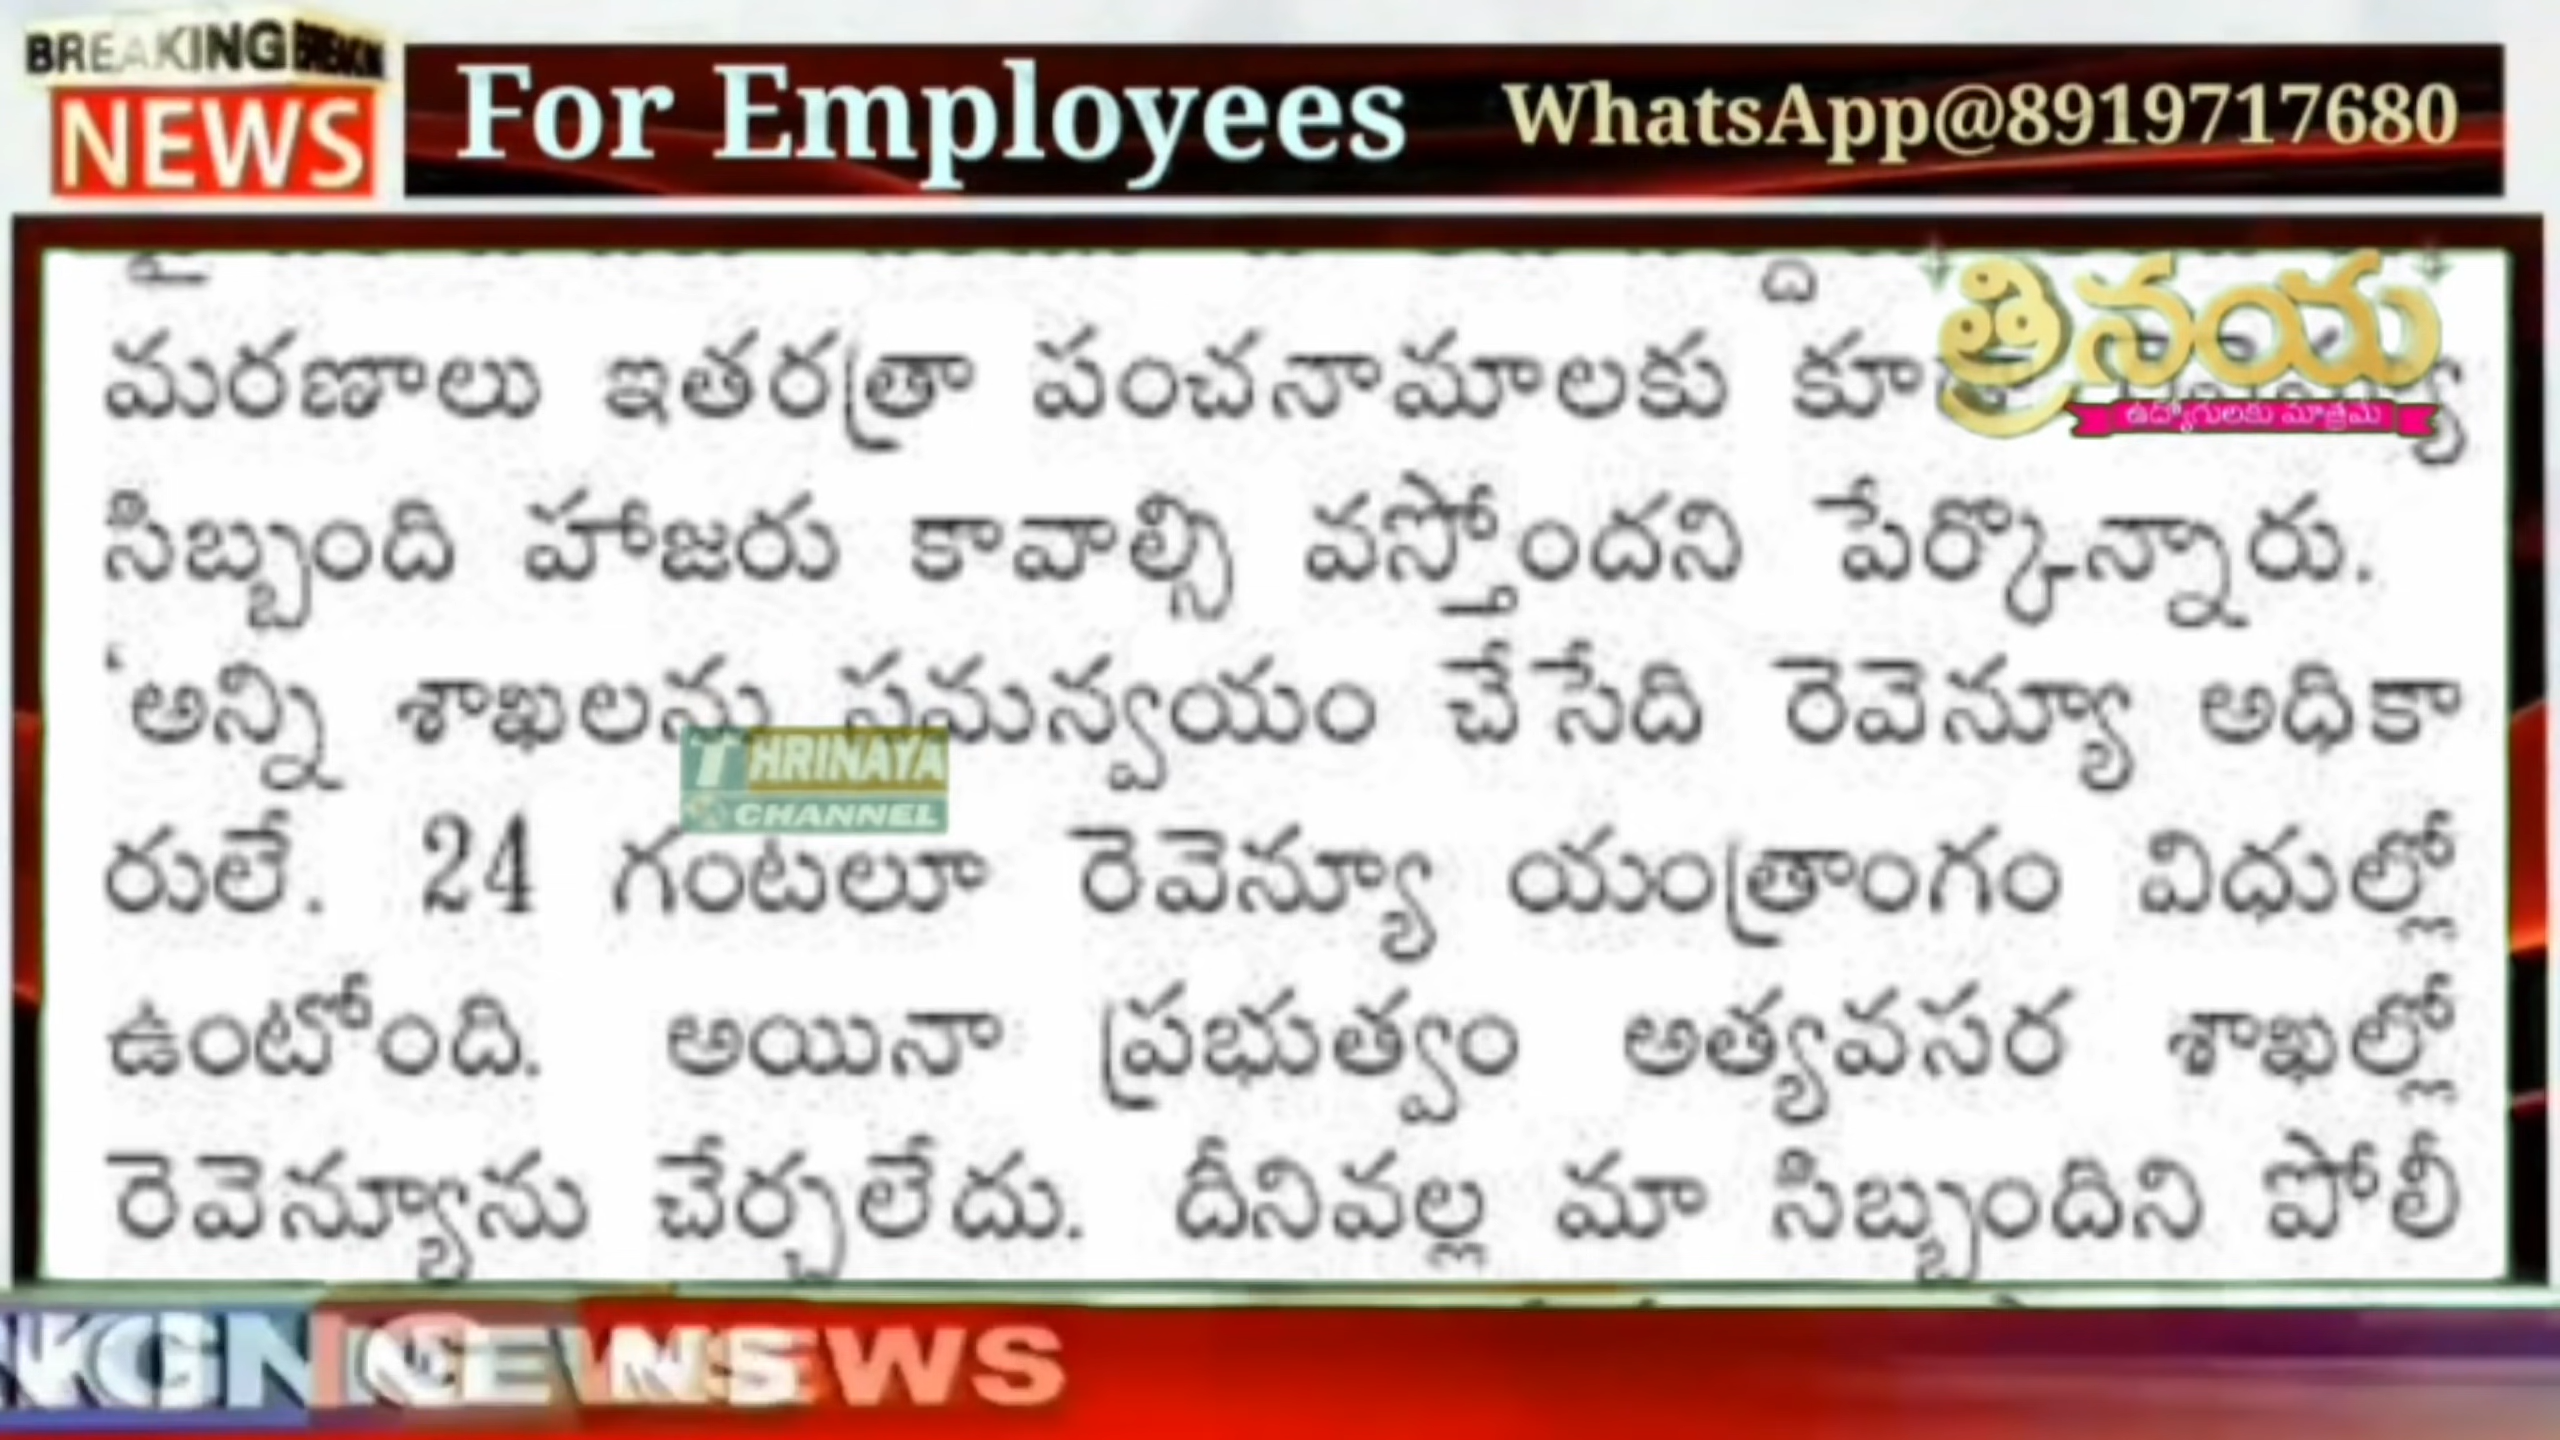 BREAKING
NEWS
For Employees WhatsApp@8919717680
త్రినయ
ఉద్యోగులకు మాత్రమే
మరణాలు ఇతరత్రా పంచనామాలకు
సిబ్బంది హాజరు కావాల్సి వస్తోందని పేర్కొన్నారు.
‘అన్ని శాఖలను సమన్వయం చేసేది రెవెన్యూ అధికా
THRINAYA
CHANNEL
రులే. 24 గంటలూ రెవెన్యూ యంత్రాంగం విధుల్లో
ఉంటోంది. అయినా ప్రభుత్వం అత్యవసర శాఖల్లో
రెవెన్యూను చేర్చలేదు. దీనివల్ల మా సిబ్బందిని పోలీ
NEWS